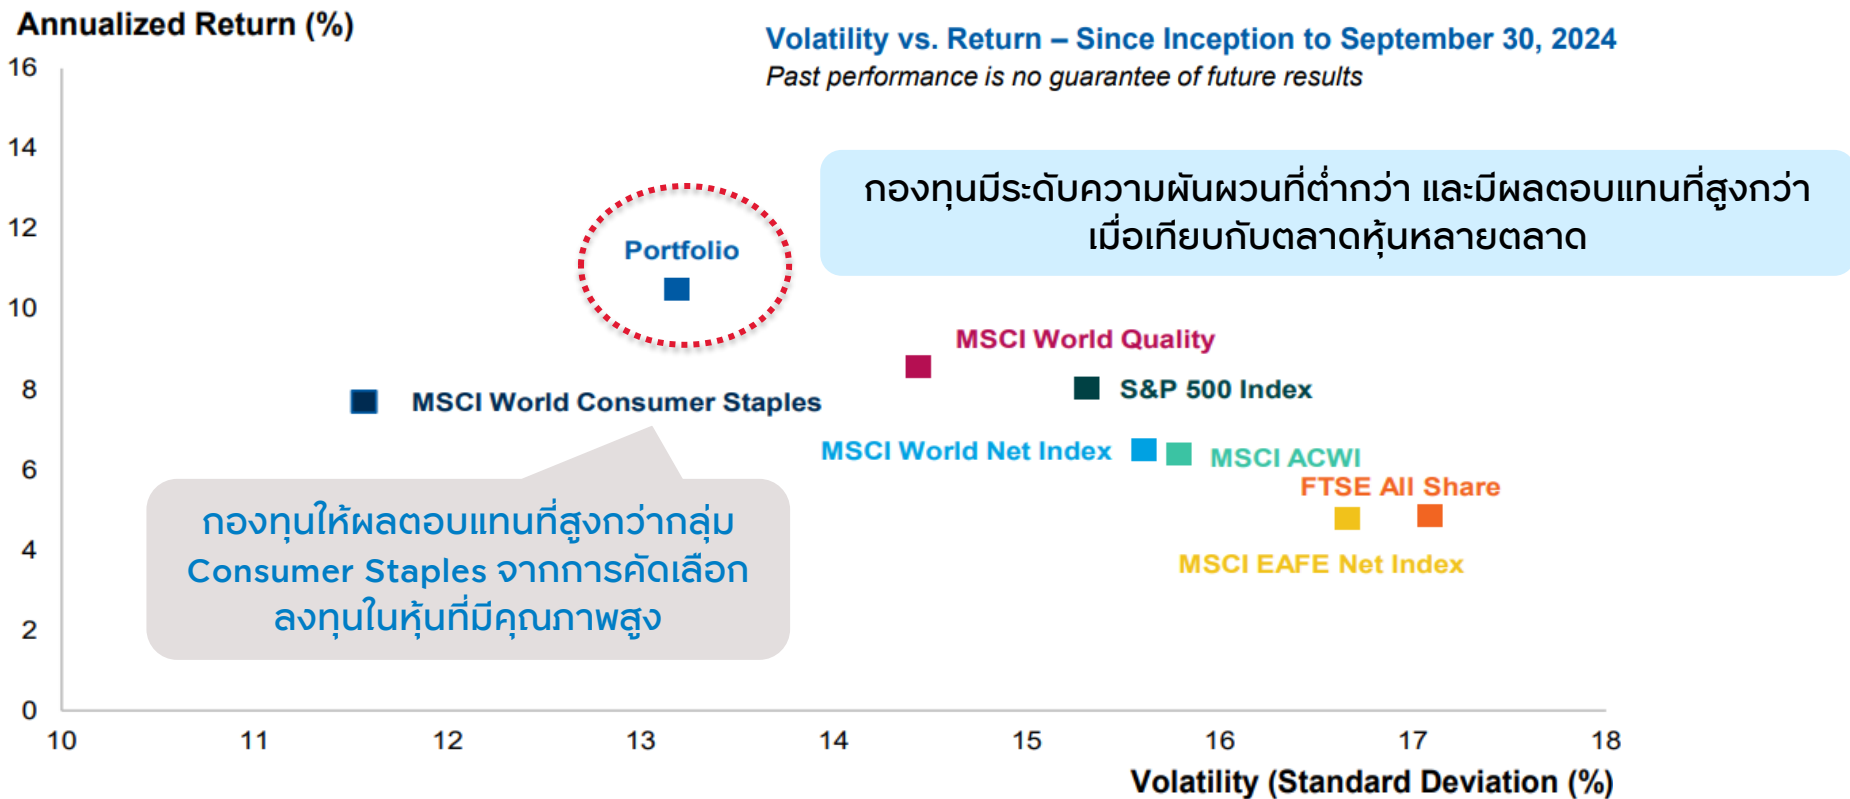 Annualized Return (%)
Volatility vs. Return – Since Inception to September 30, 2024
Past performance is no guarantee of future results
16
14
12
10
8
6
4
2
0
กองทุนมีระดับความผันผวนที่ต่ำกว่า และมีผลตอบแทนที่สูงกว่า
เมื่อเทียบกับตลาดหุ้นหลายตลาด
Portfolio
MSCI World Quality
S&P 500 Index
MSCI World Consumer Staples
MSCI World Net Index
MSCI ACWI
FTSE All Share
MSCI EAFE Net Index
กองทุนให้ผลตอบแทนที่สูงกว่ากลุ่ม
Consumer Staples จากการคัดเลือก
ลงทุนในหุ้นที่มีคุณภาพสูง
10 11 12 13 14 15 16 17 18
Volatility (Standard Deviation (%)